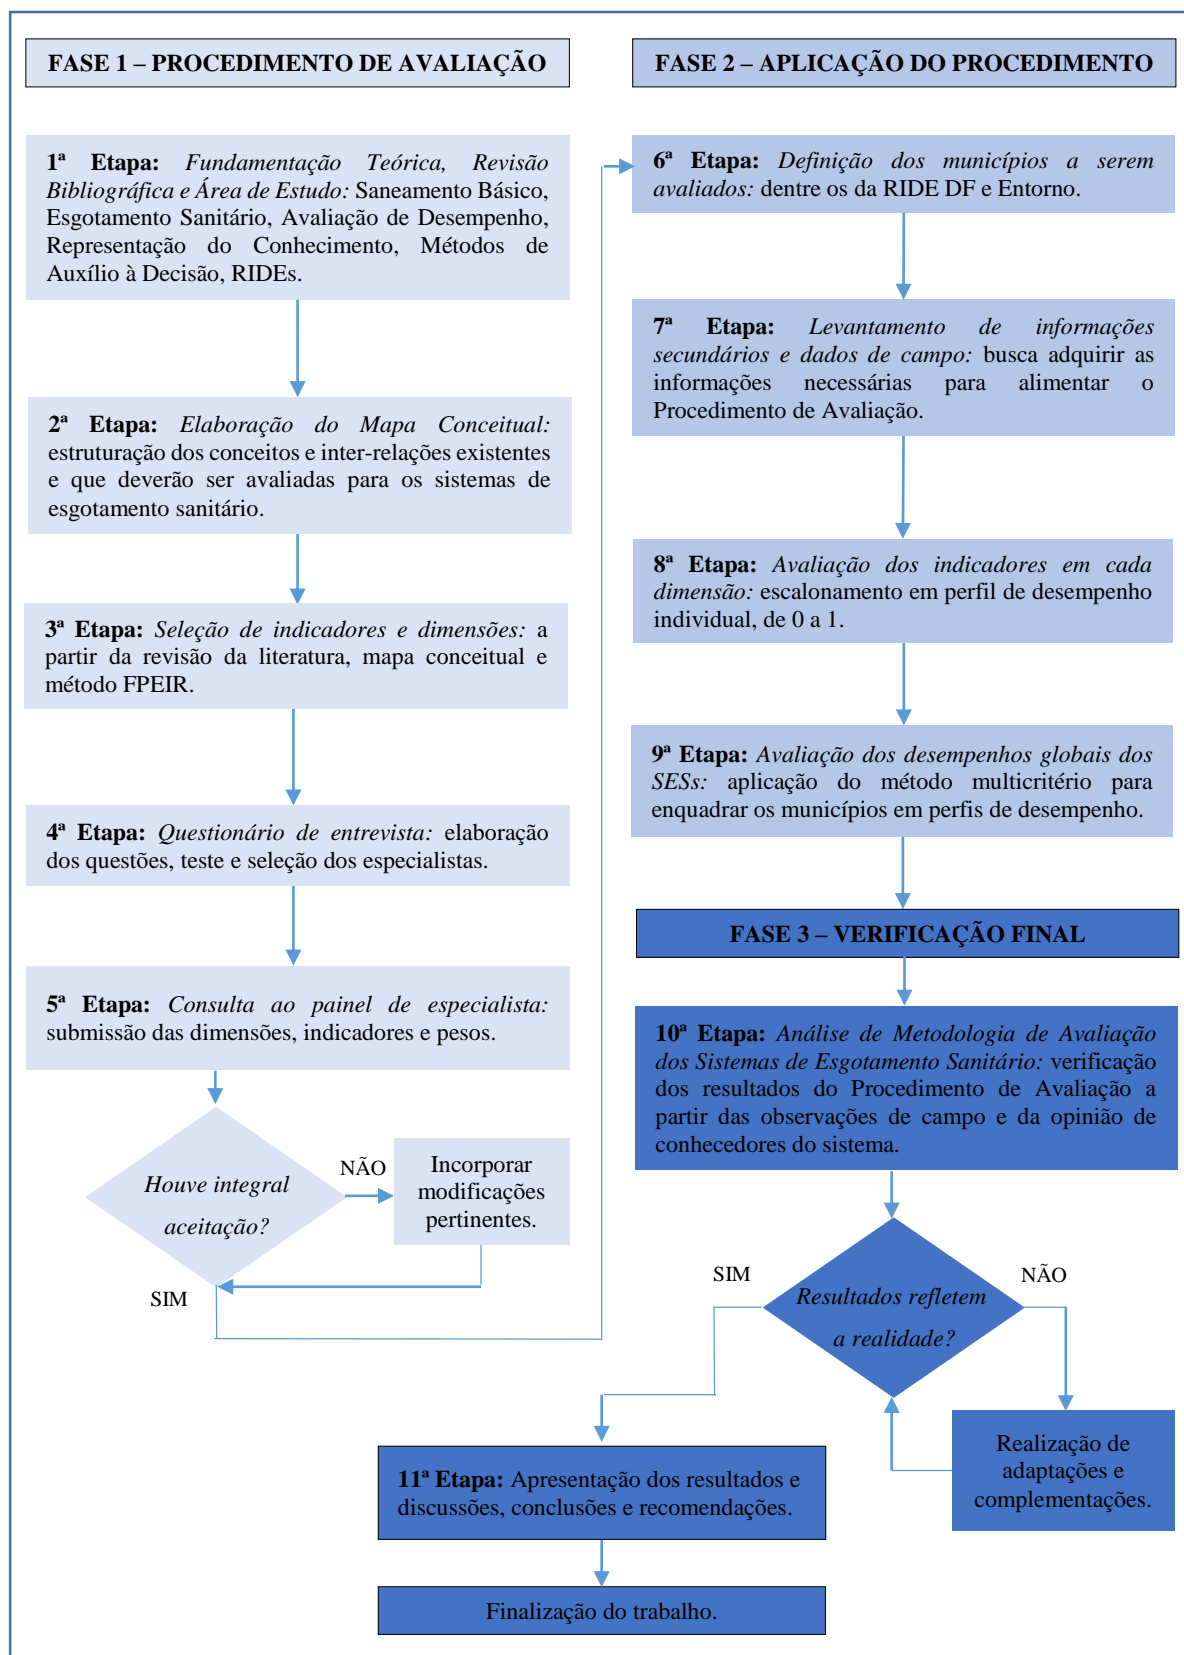 FASE 1 – PROCEDIMENTO DE AVALIAÇÃO
1ª Etapa: Fundamentação Teórica, Revisão
Bibliográfica e Área de Estudo: Saneamento Básico,
Esgotamento Sanitário, Avaliação de Desempenho,
Representação do Conhecimento, Métodos de
Auxílio à Decisão, RIDEs.
2ª Etapa: Elaboração do Mapa Conceitual:
estruturação dos conceitos e inter-relações existentes
e que deverão ser avaliadas para os sistemas de
esgotamento sanitário.
3ª Etapa: Seleção de indicadores e dimensões: a
partir da revisão da literatura, mapa conceitual e
método FPEIR.
4ª Etapa: Questionário de entrevista: elaboração
dos questões, teste e seleção dos especialistas.
5ª Etapa: Consulta ao painel de especialista:
submissão das dimensões, indicadores e pesos.
Houve integral
aceitação?
NÃO
Incorporar
modificações
pertinentes.
SIM
FASE 2 – APLICAÇÃO DO PROCEDIMENTO
6ª Etapa: Definição dos municípios a serem
avaliados: dentre os da RIDE DF e Entorno.
7ª Etapa: Levantamento de informações
secundários e dados de campo: busca adquirir as
informações necessárias para alimentar o
Procedimento de Avaliação.
8ª Etapa: Avaliação dos indicadores em cada
dimensão: escalonamento em perfil de desempenho
individual, de 0 a 1.
9ª Etapa: Avaliação dos desempenhos globais dos
SESs: aplicação do método multicritério para
enquadrar os municípios em perfis de desempenho.
FASE 3 – VERIFICAÇÃO FINAL
10ª Etapa: Análise de Metodologia de Avaliação
dos Sistemas de Esgotamento Sanitário: verificação
dos resultados do Procedimento de Avaliação a
partir das observações de campo e da opinião de
conhecedores do sistema.
SIM
Resultados refletem
a realidade?
NÃO
Realização de
adaptações e
complementações.
11ª Etapa: Apresentação dos resultados e
discussões, conclusões e recomendações.
Finalização do trabalho.